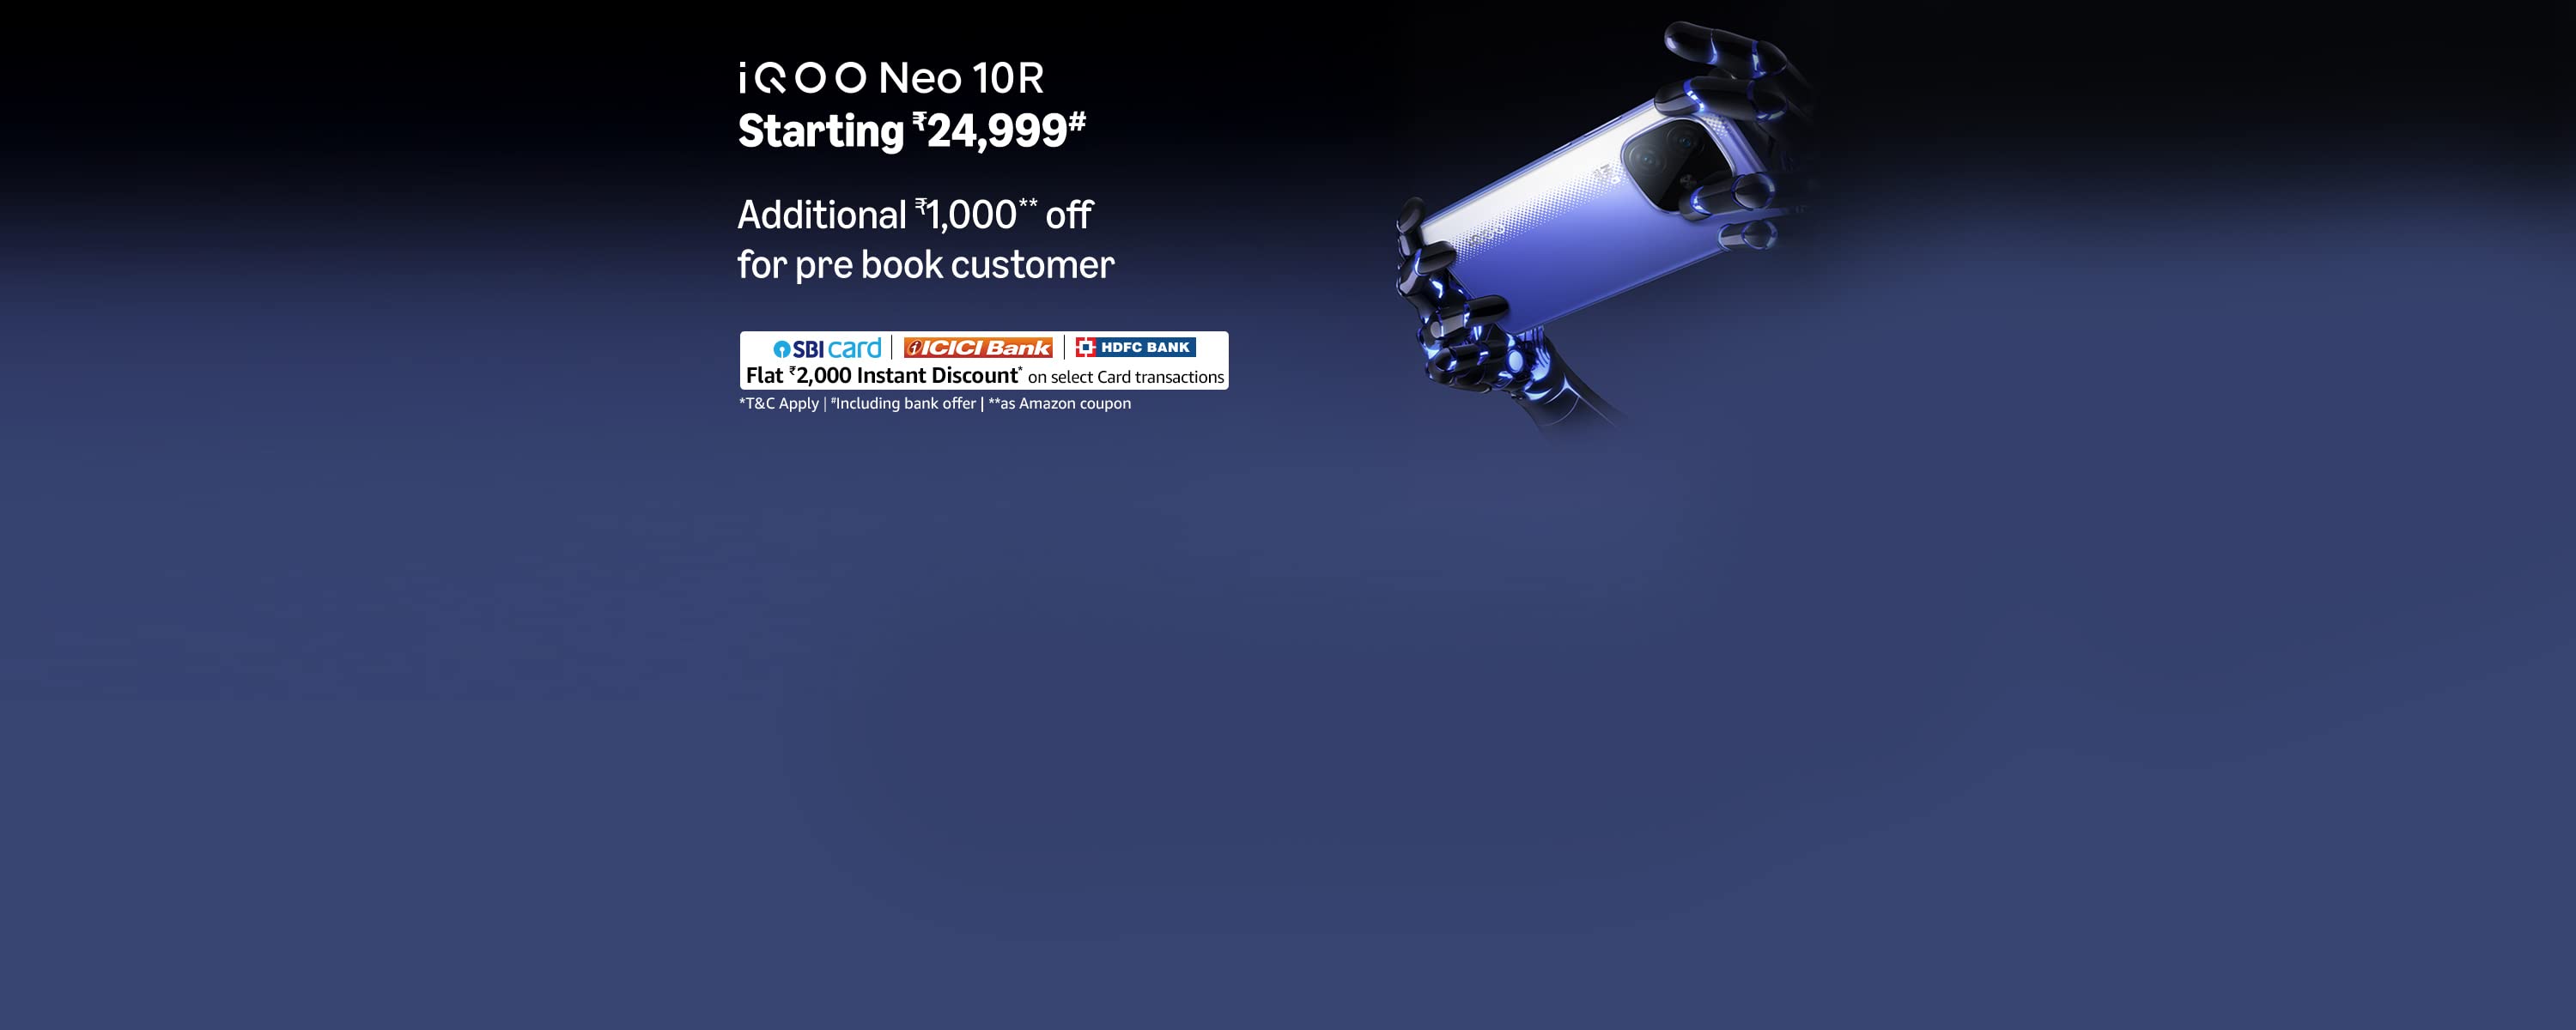 iQOO Neo 10R
Starting ₹24,999#
Additional ₹1,000** off
for pre book customer
SBI card | ICICI Bank | HDFC BANK
Flat ₹2,000 Instant Discount* on select Card transactions
*T&C Apply | #Including bank offer | **as Amazon coupon